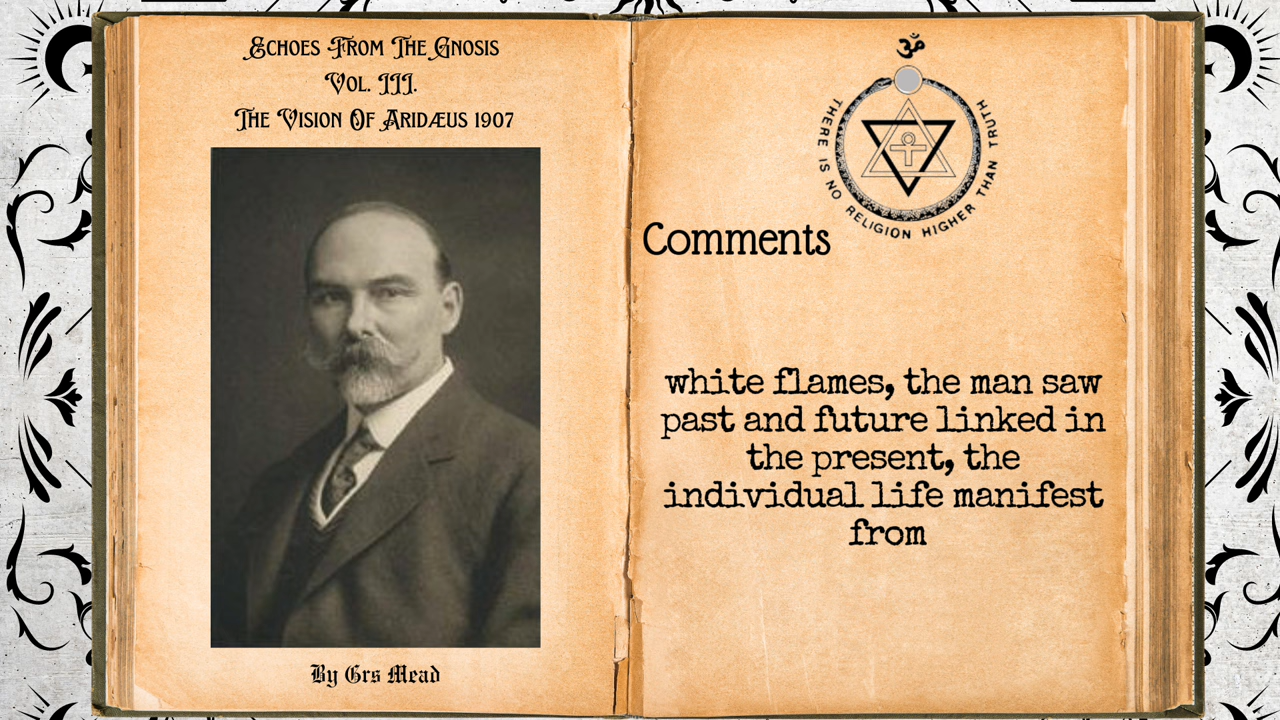 Echoes From The Gnosis
Vol. III.
The Vision Of Aridæus 1907
By Grs Mead
ॐ
THERE IS NO RELIGION HIGHER THAN TRUTH
Comments
white flames, the man saw
past and future linked in
the present, the
individual life manifest
from